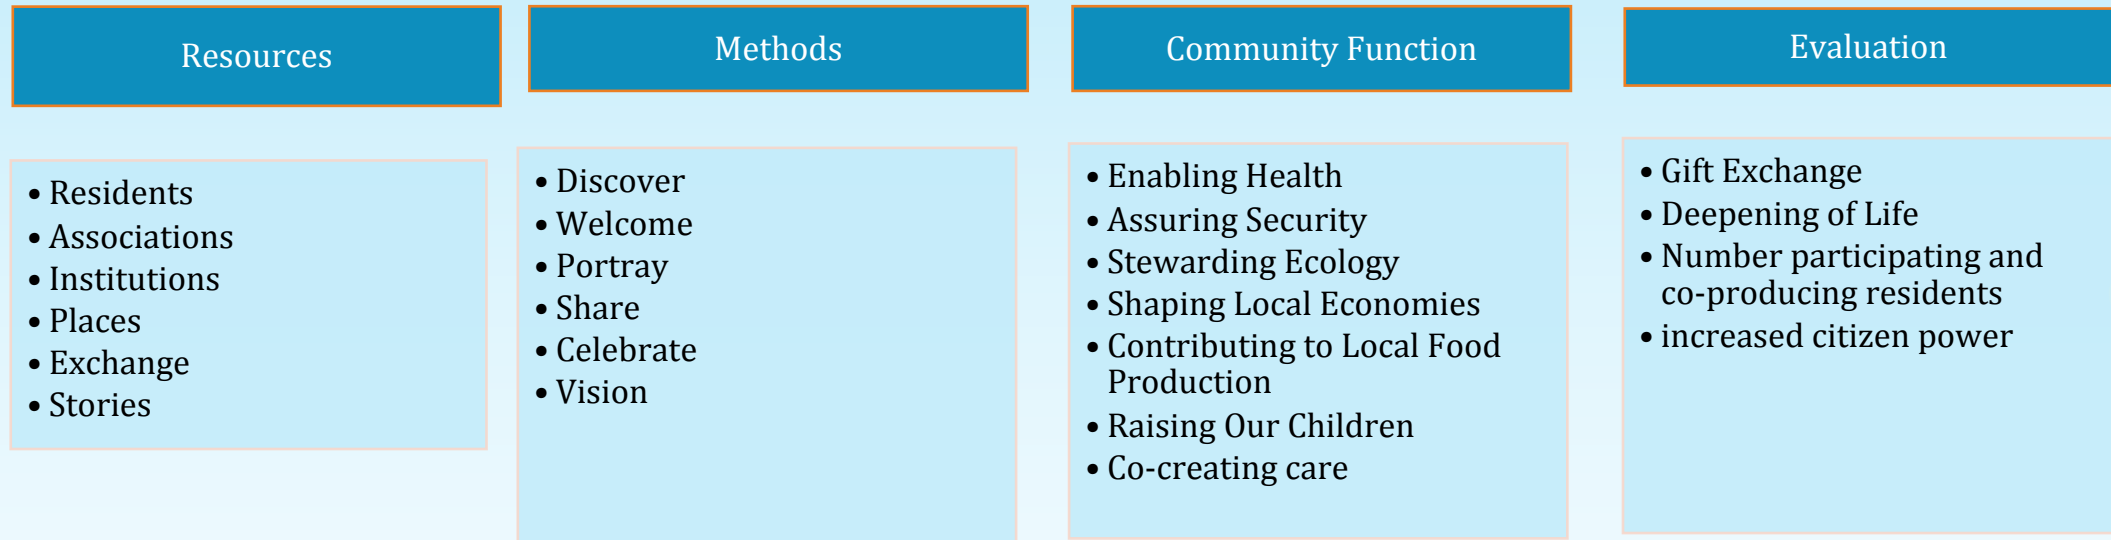 Resources
• Residents
• Associations
• Institutions
• Places
• Exchange
• Stories
Methods
• Discover
• Welcome
• Portray
• Share
• Celebrate
• Vision
Community Function
• Enabling Health
• Assuring Security
• Stewarding Ecology
• Shaping Local Economies
• Contributing to Local Food
Production
• Raising Our Children
• Co-creating care
Evaluation
• Gift Exchange
• Deepening of Life
• Number participating and
co-producing residents
• increased citizen power